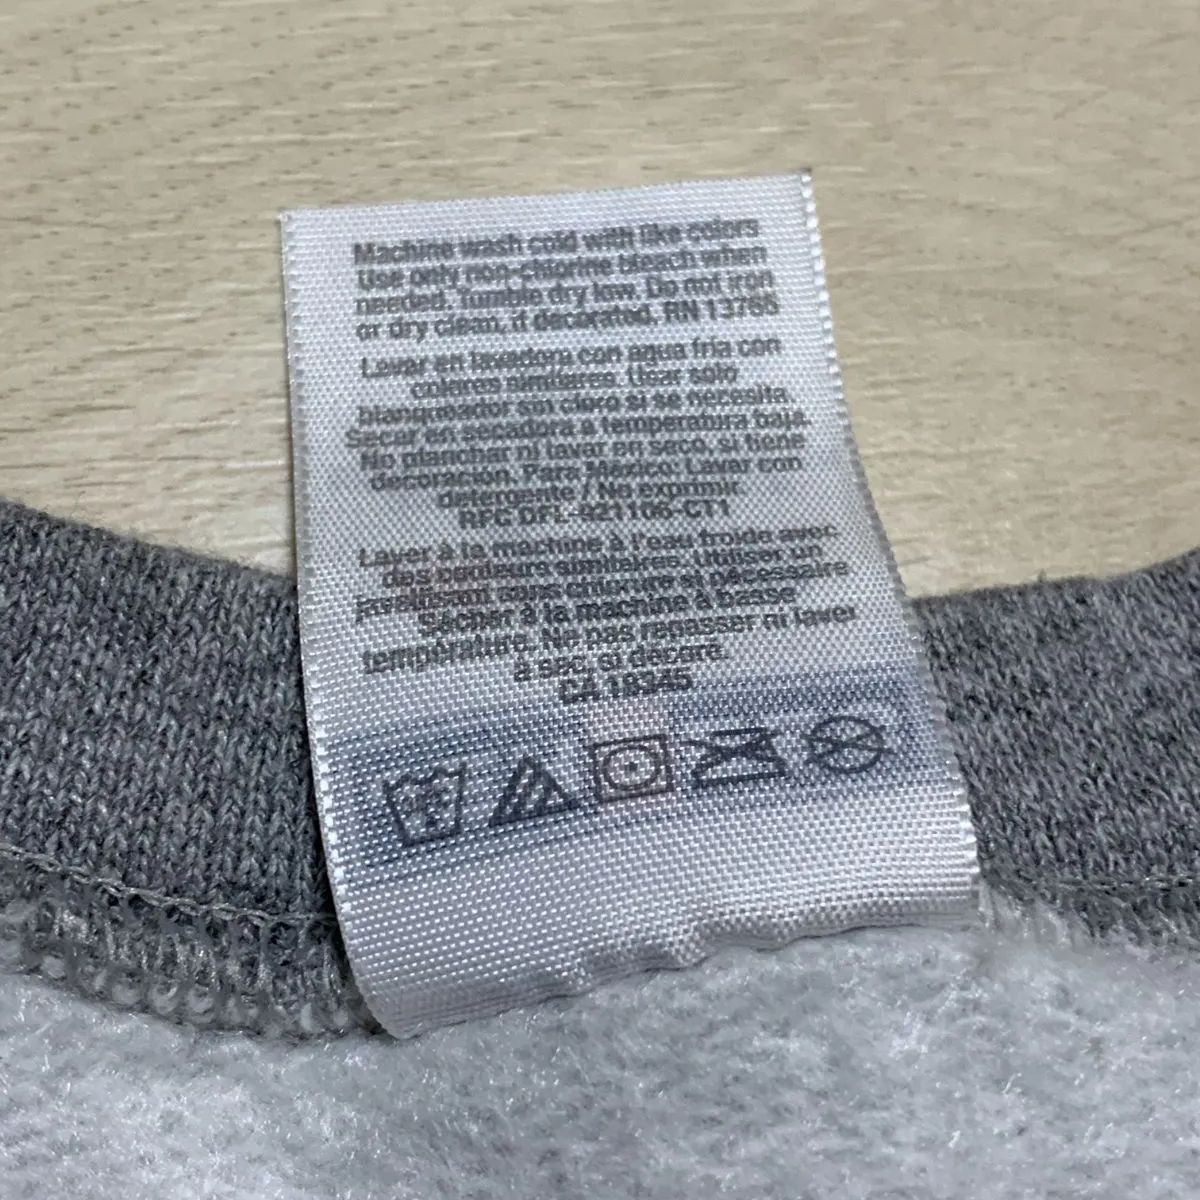 Machine wash cold with like colors
Use only non-chlorine bleach when
needed. Tumble dry low. Do not iron
or dry clean, if decorated. RN 13765
Lavar en lavadora con agua fria con
colores similares. Usar solo
blanqueador sin cloro si se necesita.
Secar en secadora a temperatura baja.
No planchar ni lavar en seco, si tiene
decoracion. Para México: Lavar con
detergente / No exprimir
RFC DFL-921106-CT1
Laver à la machine à l'eau froide avec
des couleurs similaires. Utiliser un
javellisant sans chlorure si nécessaire
Sécher à la machine à basse
température. Ne pas repasser ni laver
à sec, si décoré.
CA 18945